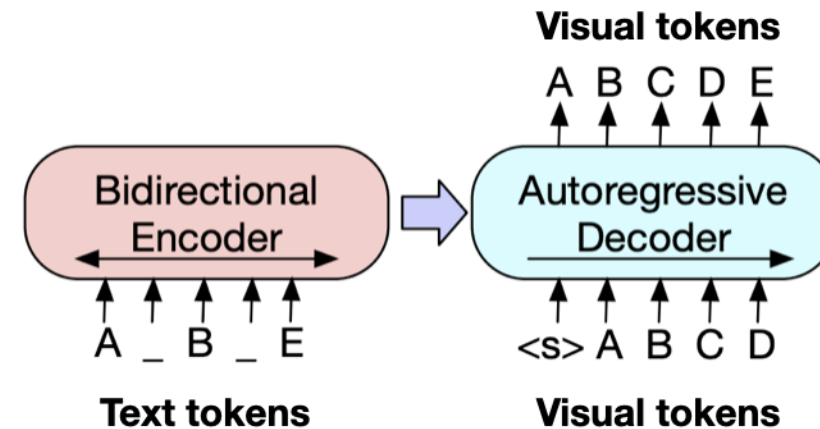 Visual tokens
A B C D E
Bidirectional
Encoder
Autoregressive
Decoder
A _ B _ E
<s> A B C D
Text tokens
Visual tokens